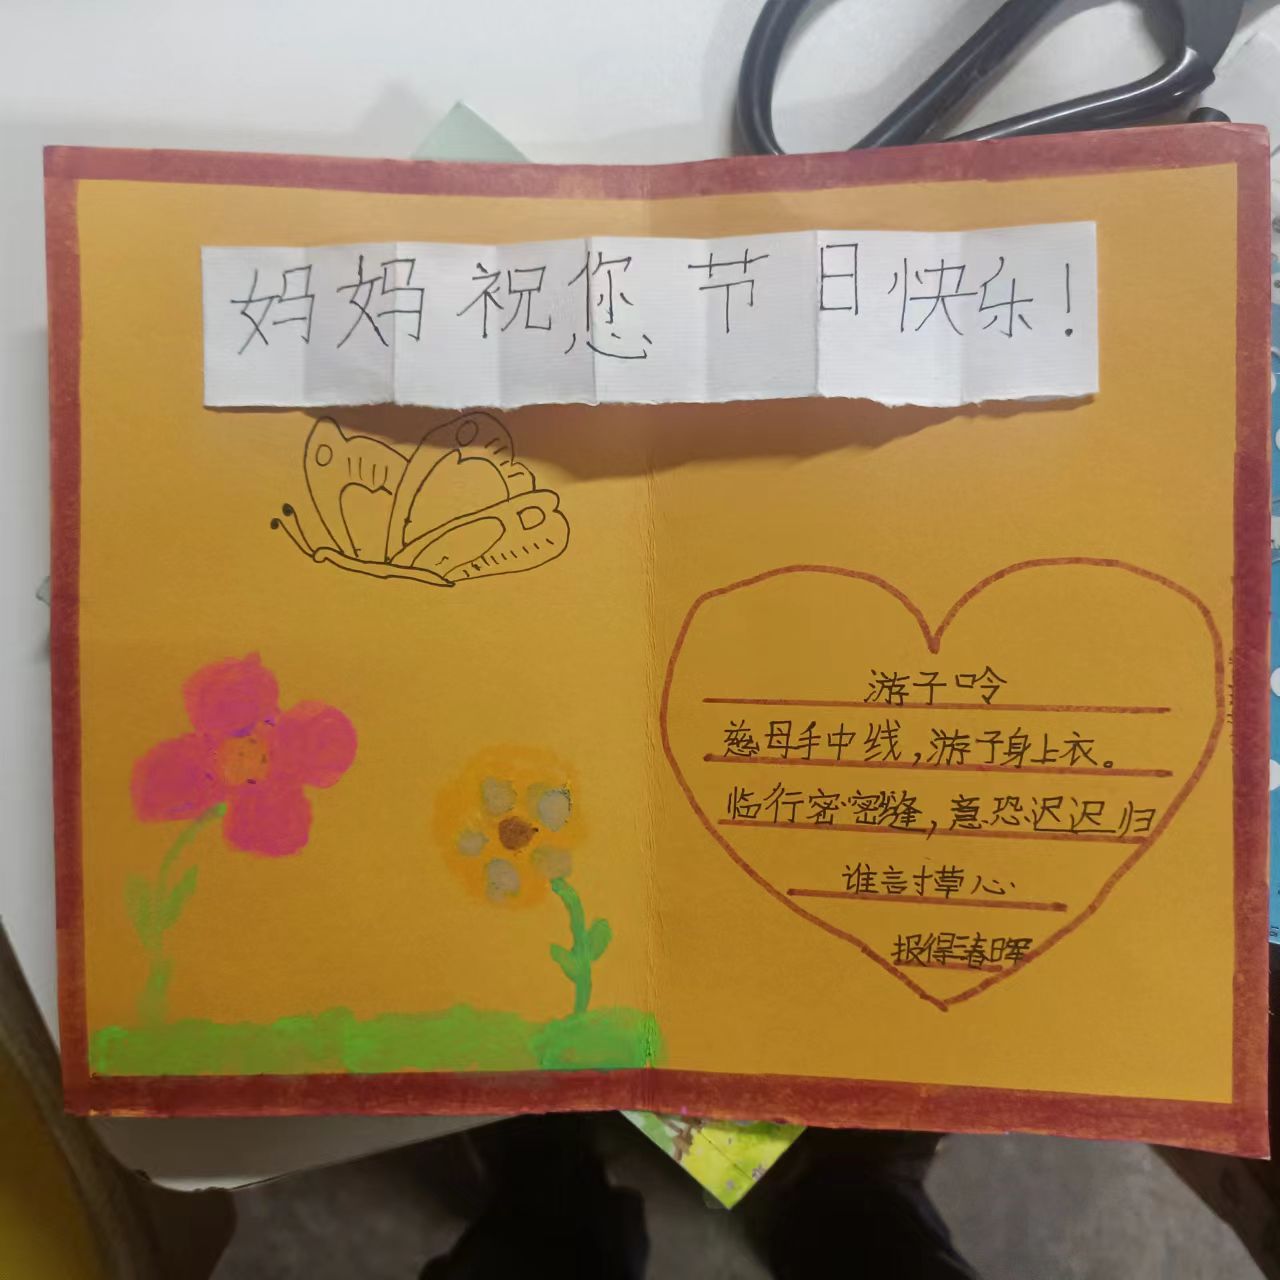 妈妈祝您节日快乐！
游子吟
慈母手中线，游子身上衣。
临行密密缝，意恐迟迟归
谁言寸草心
报得三春晖